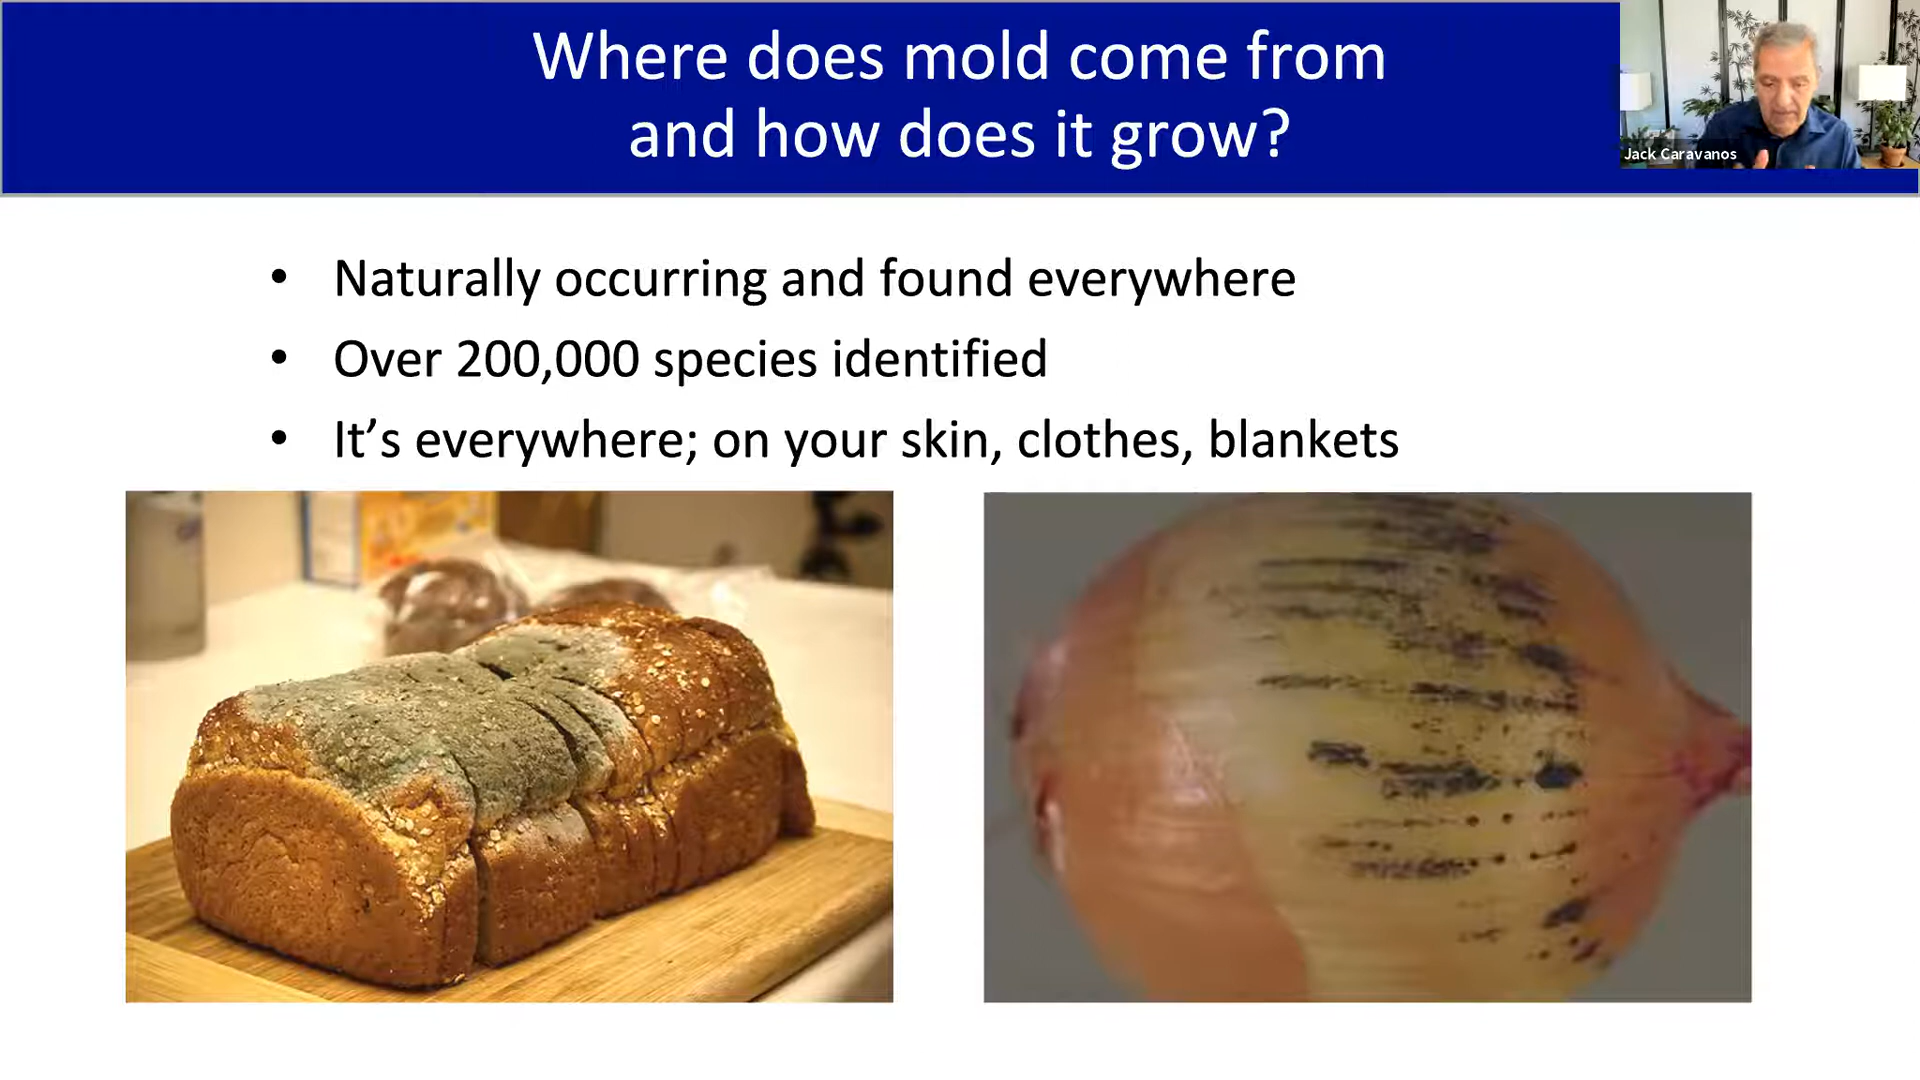 Where does mold come from
and how does it grow?
Jack Caravanos
• Naturally occurring and found everywhere
• Over 200,000 species identified
• It’s everywhere; on your skin, clothes, blankets